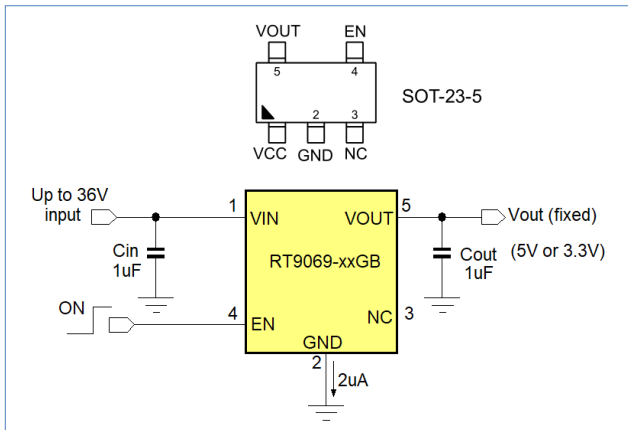 VOUT EN
5 4
SOT-23-5
2 3
VCC GND NC
Up to 36V
input
1 VIN VOUT 5
Vout (fixed)
Cin
1uF
RT9069-xxGB
Cout
1uF
(5V or 3.3V)
ON
4 EN
NC 3
GND
2
2uA